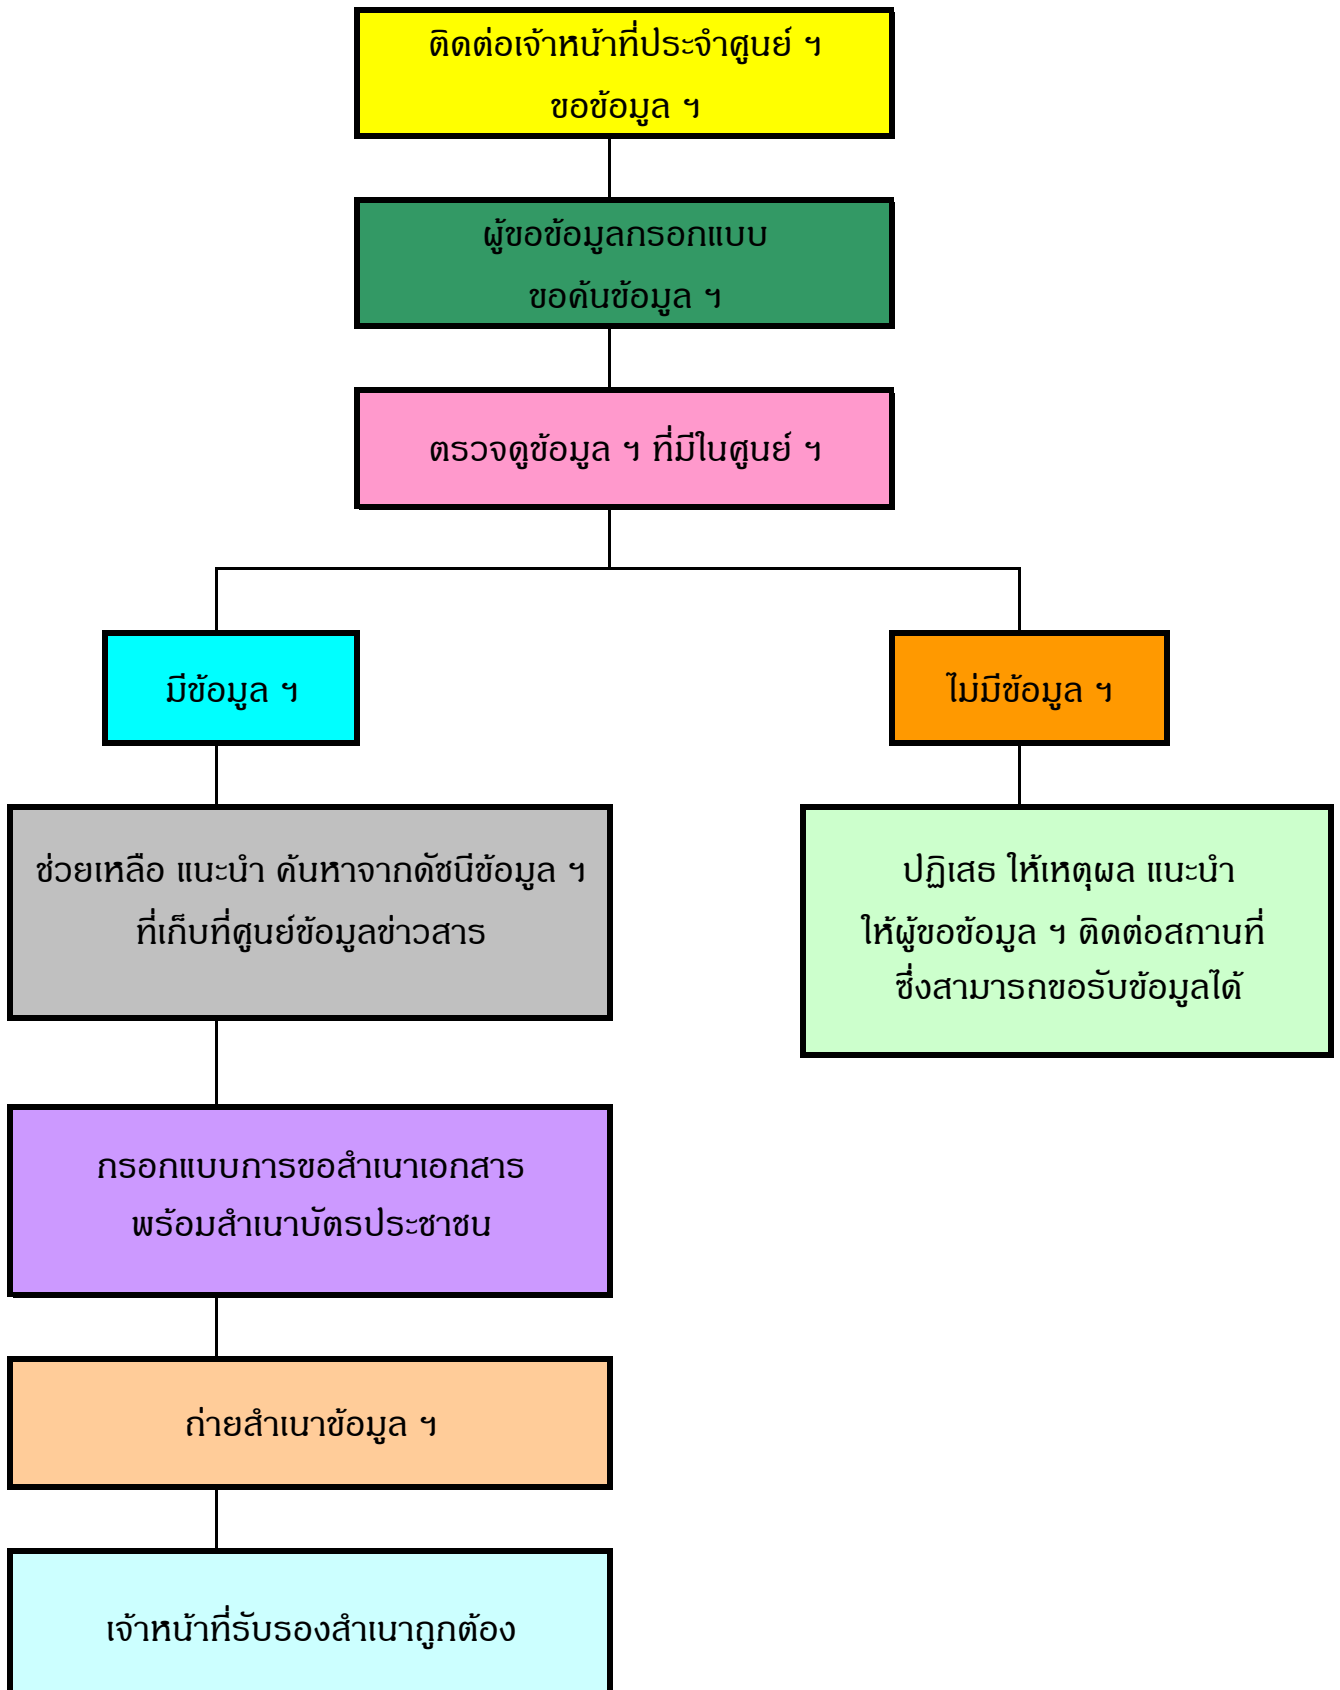 ติดต่อเจ้าหน้าที่ประจำศูนย์ ฯ
ขอข้อมูล ฯ
ผู้ขอข้อมูลกรอกแบบ
ขอค้นข้อมูล ฯ
ตรวจดูข้อมูล ฯ ที่มีในศูนย์ ฯ
มีข้อมูล ฯ
ไม่มีข้อมูล ฯ
ช่วยเหลือ แนะนำ ค้นหาจากดัชนีข้อมูล ฯ
ที่เก็บที่ศูนย์ข้อมูลข่าวสาร
ปฏิเสธ ให้เหตุผล แนะนำ
ให้ผู้ขอข้อมูล ฯ ติดต่อสถานที่
ซึ่งสามารถขอรับข้อมูลได้
กรอกแบบการขอสำเนาเอกสาร
พร้อมสำเนาบัตรประชาชน
ถ่ายสำเนาข้อมูล ฯ
เจ้าหน้าที่รับรองสำเนาถูกต้อง